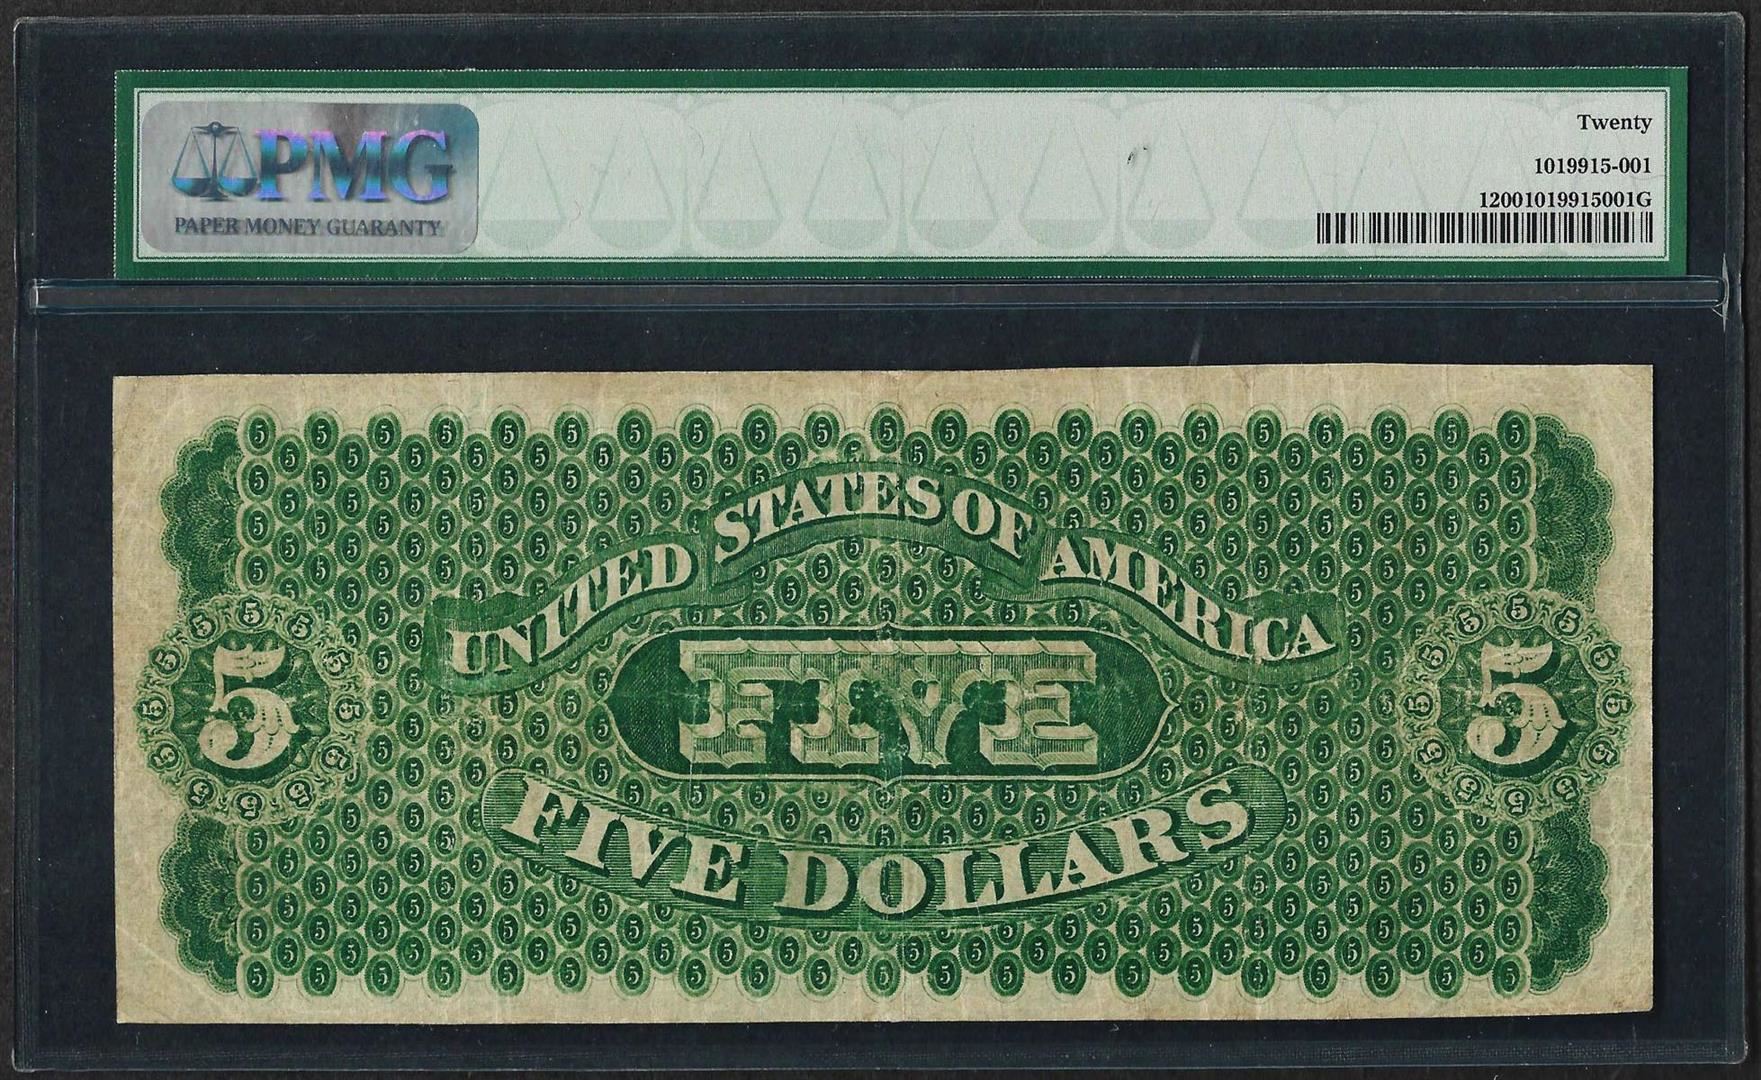 PMG
PAPER MONEY GUARANTY
Twenty
1019915-001
12001019915001G
UNITED STATES OF AMERICA
5 FIVE 5
FIVE DOLLARS